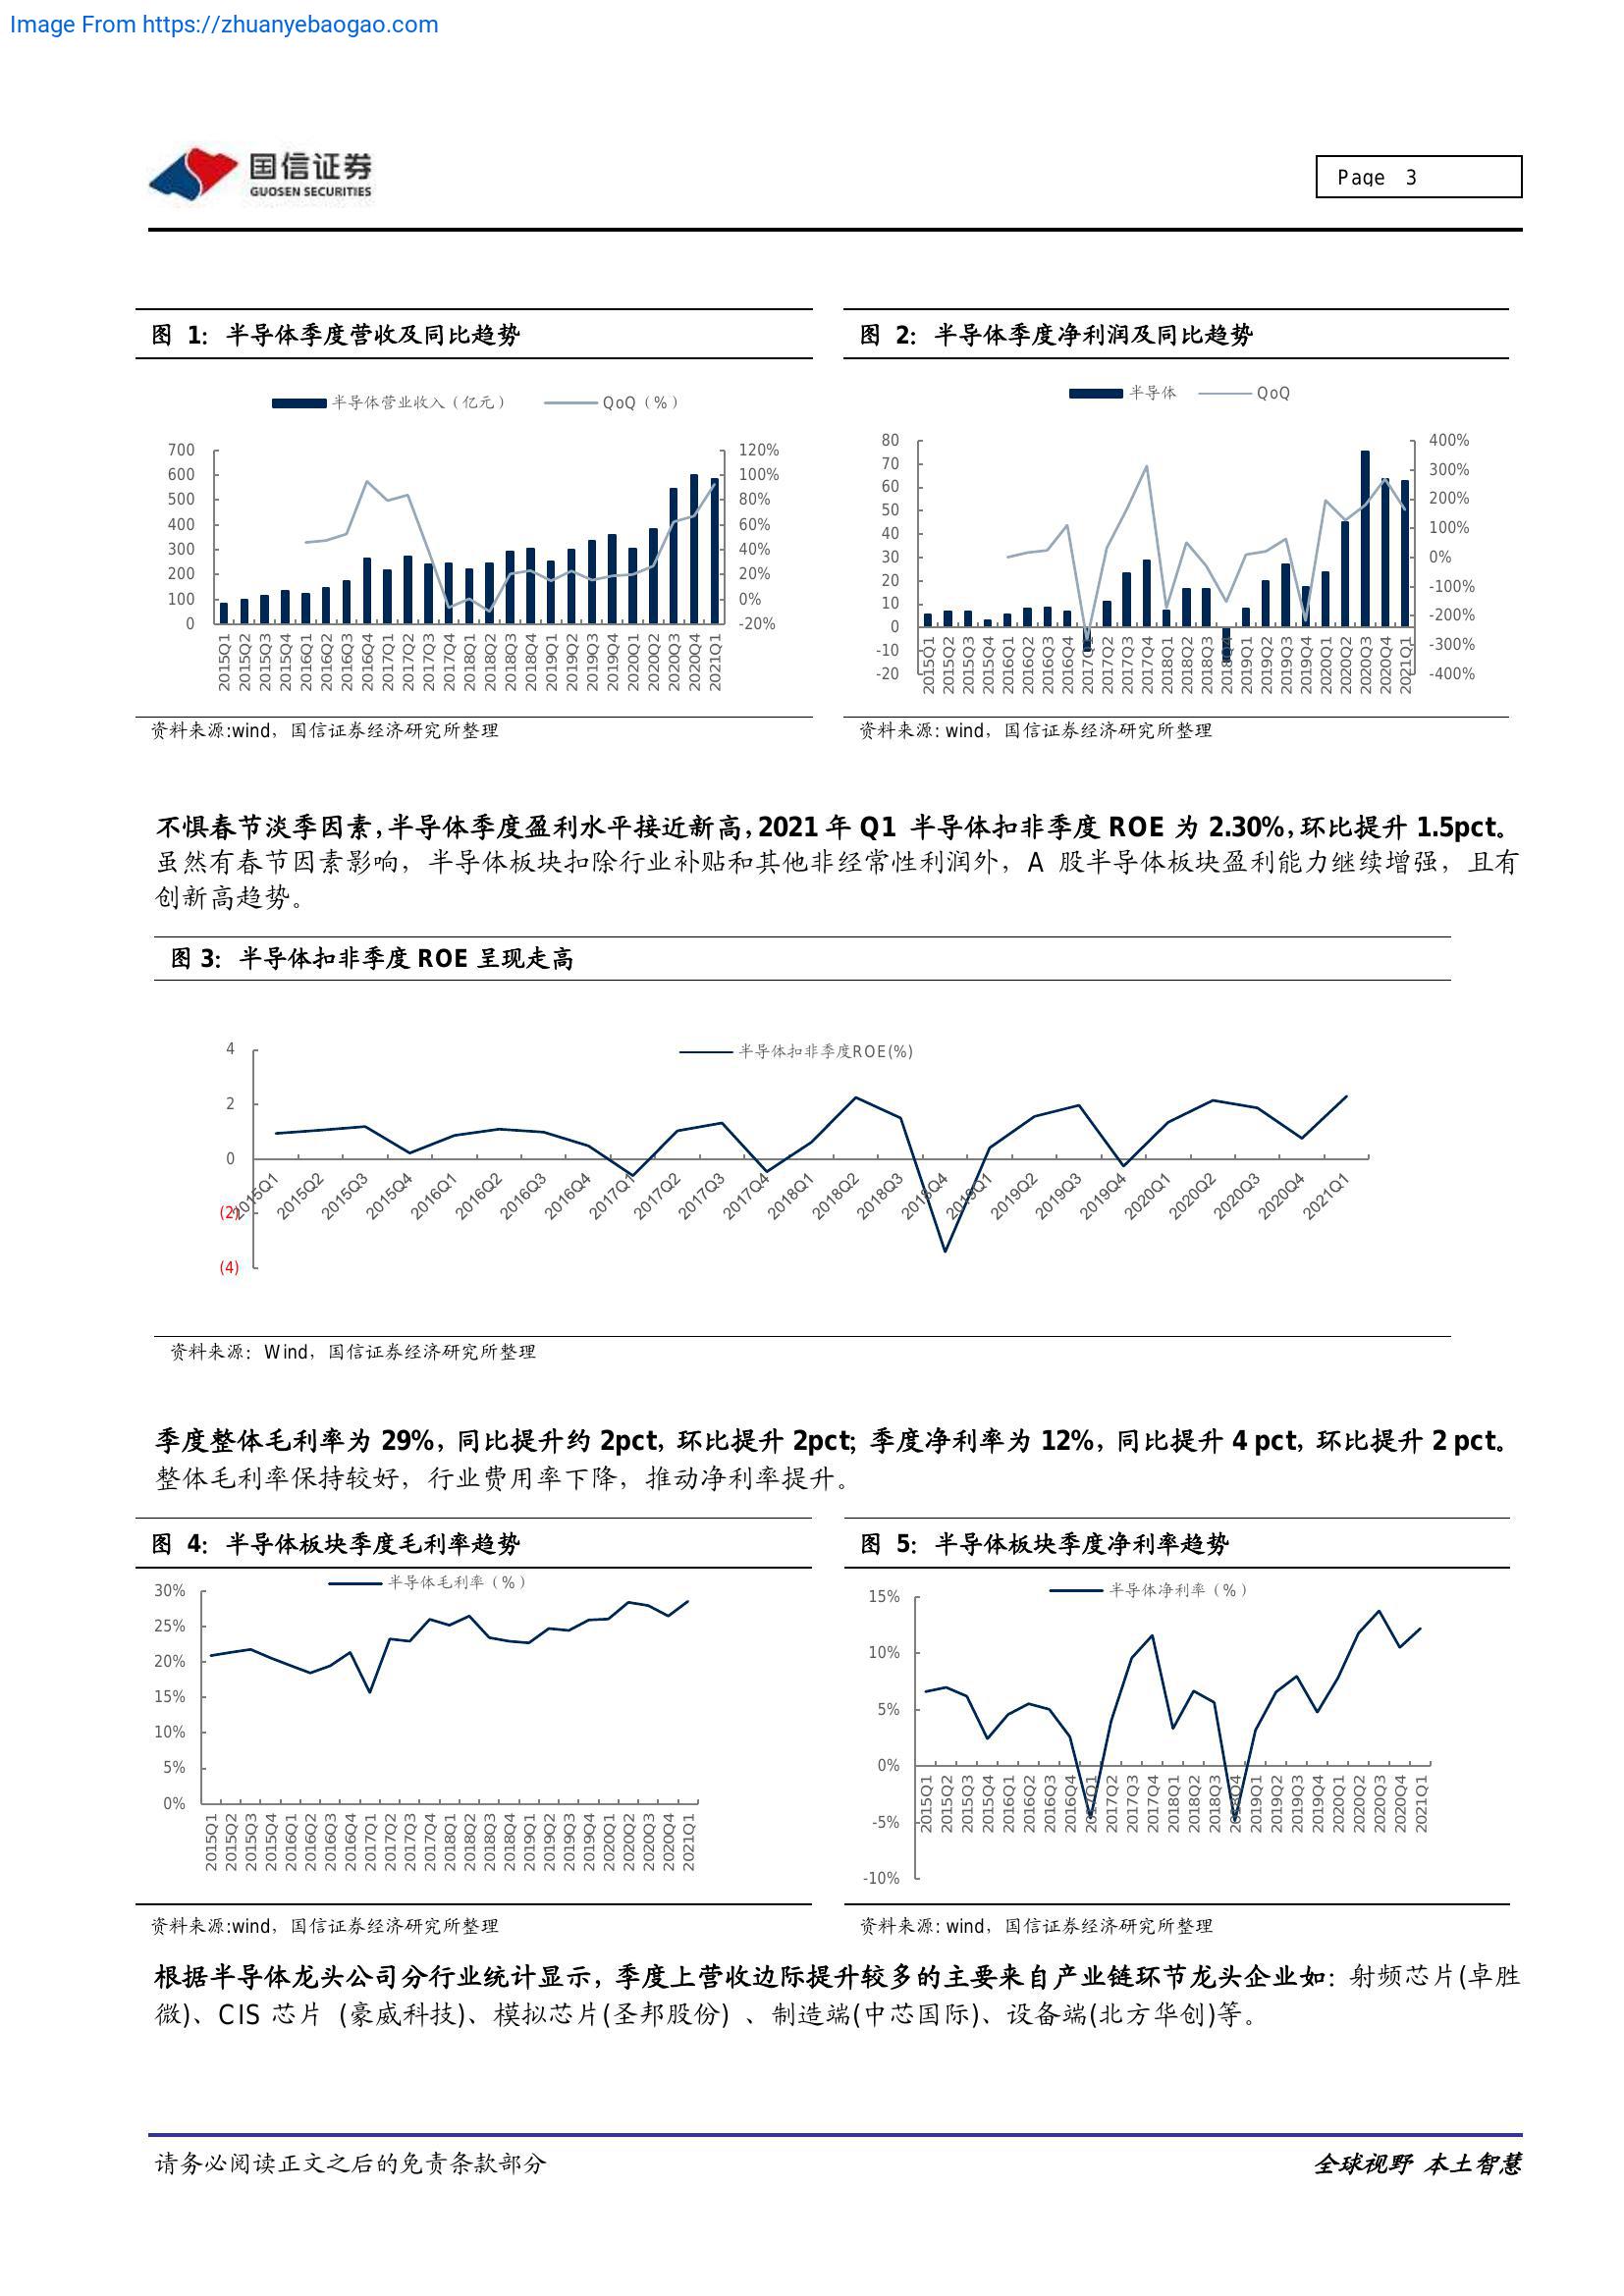 Image From https://zhuanyebaogao.com
国信证券
GUOSEN SECURITIES
Page 3
图 1：半导体季度营收及同比趋势
半导体营业收入（亿元） QoQ（%）
700
600
500
400
300
200
100
0
120%
100%
80%
60%
40%
20%
0%
-20%
2015Q1 2015Q2 2015Q3 2015Q4 2016Q1 2016Q2 2016Q3 2016Q4 2017Q1 2017Q2 2017Q3 2017Q4 2018Q1 2018Q2 2018Q3 2018Q4 2019Q1 2019Q2 2019Q3 2019Q4 2020Q1 2020Q2 2020Q3 2020Q4 2021Q1
资料来源:wind，国信证券经济研究所整理
图 2：半导体季度净利润及同比趋势
半导体 QoQ
80
70
60
50
40
30
20
10
0
-10
-20
400%
300%
200%
100%
0%
-100%
-200%
-300%
-400%
2015Q1 2015Q2 2015Q3 2015Q4 2016Q1 2016Q2 2016Q3 2016Q4 2017Q1 2017Q2 2017Q3 2017Q4 2018Q1 2018Q2 2018Q3 2018Q4 2019Q1 2019Q2 2019Q3 2019Q4 2020Q1 2020Q2 2020Q3 2020Q4 2021Q1
资料来源: wind，国信证券经济研究所整理
不惧春节淡季因素，半导体季度盈利水平接近新高，2021 年 Q1 半导体扣非季度 ROE 为 2.30%，环比提升 1.5pct。
虽然有春节因素影响，半导体板块扣除行业补贴和其他非经常性利润外，A 股半导体板块盈利能力继续增强，且有
创新高趋势。
图 3：半导体扣非季度 ROE 呈现走高
半导体扣非季度ROE(%)
4
2
0
(2)
(4)
2015Q1 2015Q2 2015Q3 2015Q4 2016Q1 2016Q2 2016Q3 2016Q4 2017Q1 2017Q2 2017Q3 2017Q4 2018Q1 2018Q2 2018Q3 2018Q4 2019Q1 2019Q2 2019Q3 2019Q4 2020Q1 2020Q2 2020Q3 2020Q4 2021Q1
资料来源：Wind，国信证券经济研究所整理
季度整体毛利率为 29%，同比提升约 2pct，环比提升 2pct；季度净利率为 12%，同比提升 4 pct，环比提升 2 pct。
整体毛利率保持较好，行业费用率下降，推动净利率提升。
图 4：半导体板块季度毛利率趋势
半导体毛利率（%）
30%
25%
20%
15%
10%
5%
0%
2015Q1 2015Q2 2015Q3 2015Q4 2016Q1 2016Q2 2016Q3 2016Q4 2017Q1 2017Q2 2017Q3 2017Q4 2018Q1 2018Q2 2018Q3 2018Q4 2019Q1 2019Q2 2019Q3 2019Q4 2020Q1 2020Q2 2020Q3 2020Q4 2021Q1
资料来源:wind，国信证券经济研究所整理
图 5：半导体板块季度净利率趋势
半导体净利率（%）
15%
10%
5%
0%
-5%
-10%
2015Q1 2015Q2 2015Q3 2015Q4 2016Q1 2016Q2 2016Q3 2016Q4 2017Q1 2017Q2 2017Q3 2017Q4 2018Q1 2018Q2 2018Q3 2018Q4 2019Q1 2019Q2 2019Q3 2019Q4 2020Q1 2020Q2 2020Q3 2020Q4 2021Q1
资料来源: wind，国信证券经济研究所整理
根据半导体龙头公司分行业统计显示，季度上营收边际提升较多的主要来自产业链环节龙头企业如：射频芯片(卓胜
微)、CIS 芯片 (豪威科技)、模拟芯片(圣邦股份) 、制造端(中芯国际)、设备端(北方华创)等。
请务必阅读正文之后的免责条款部分
全球视野 本土智慧